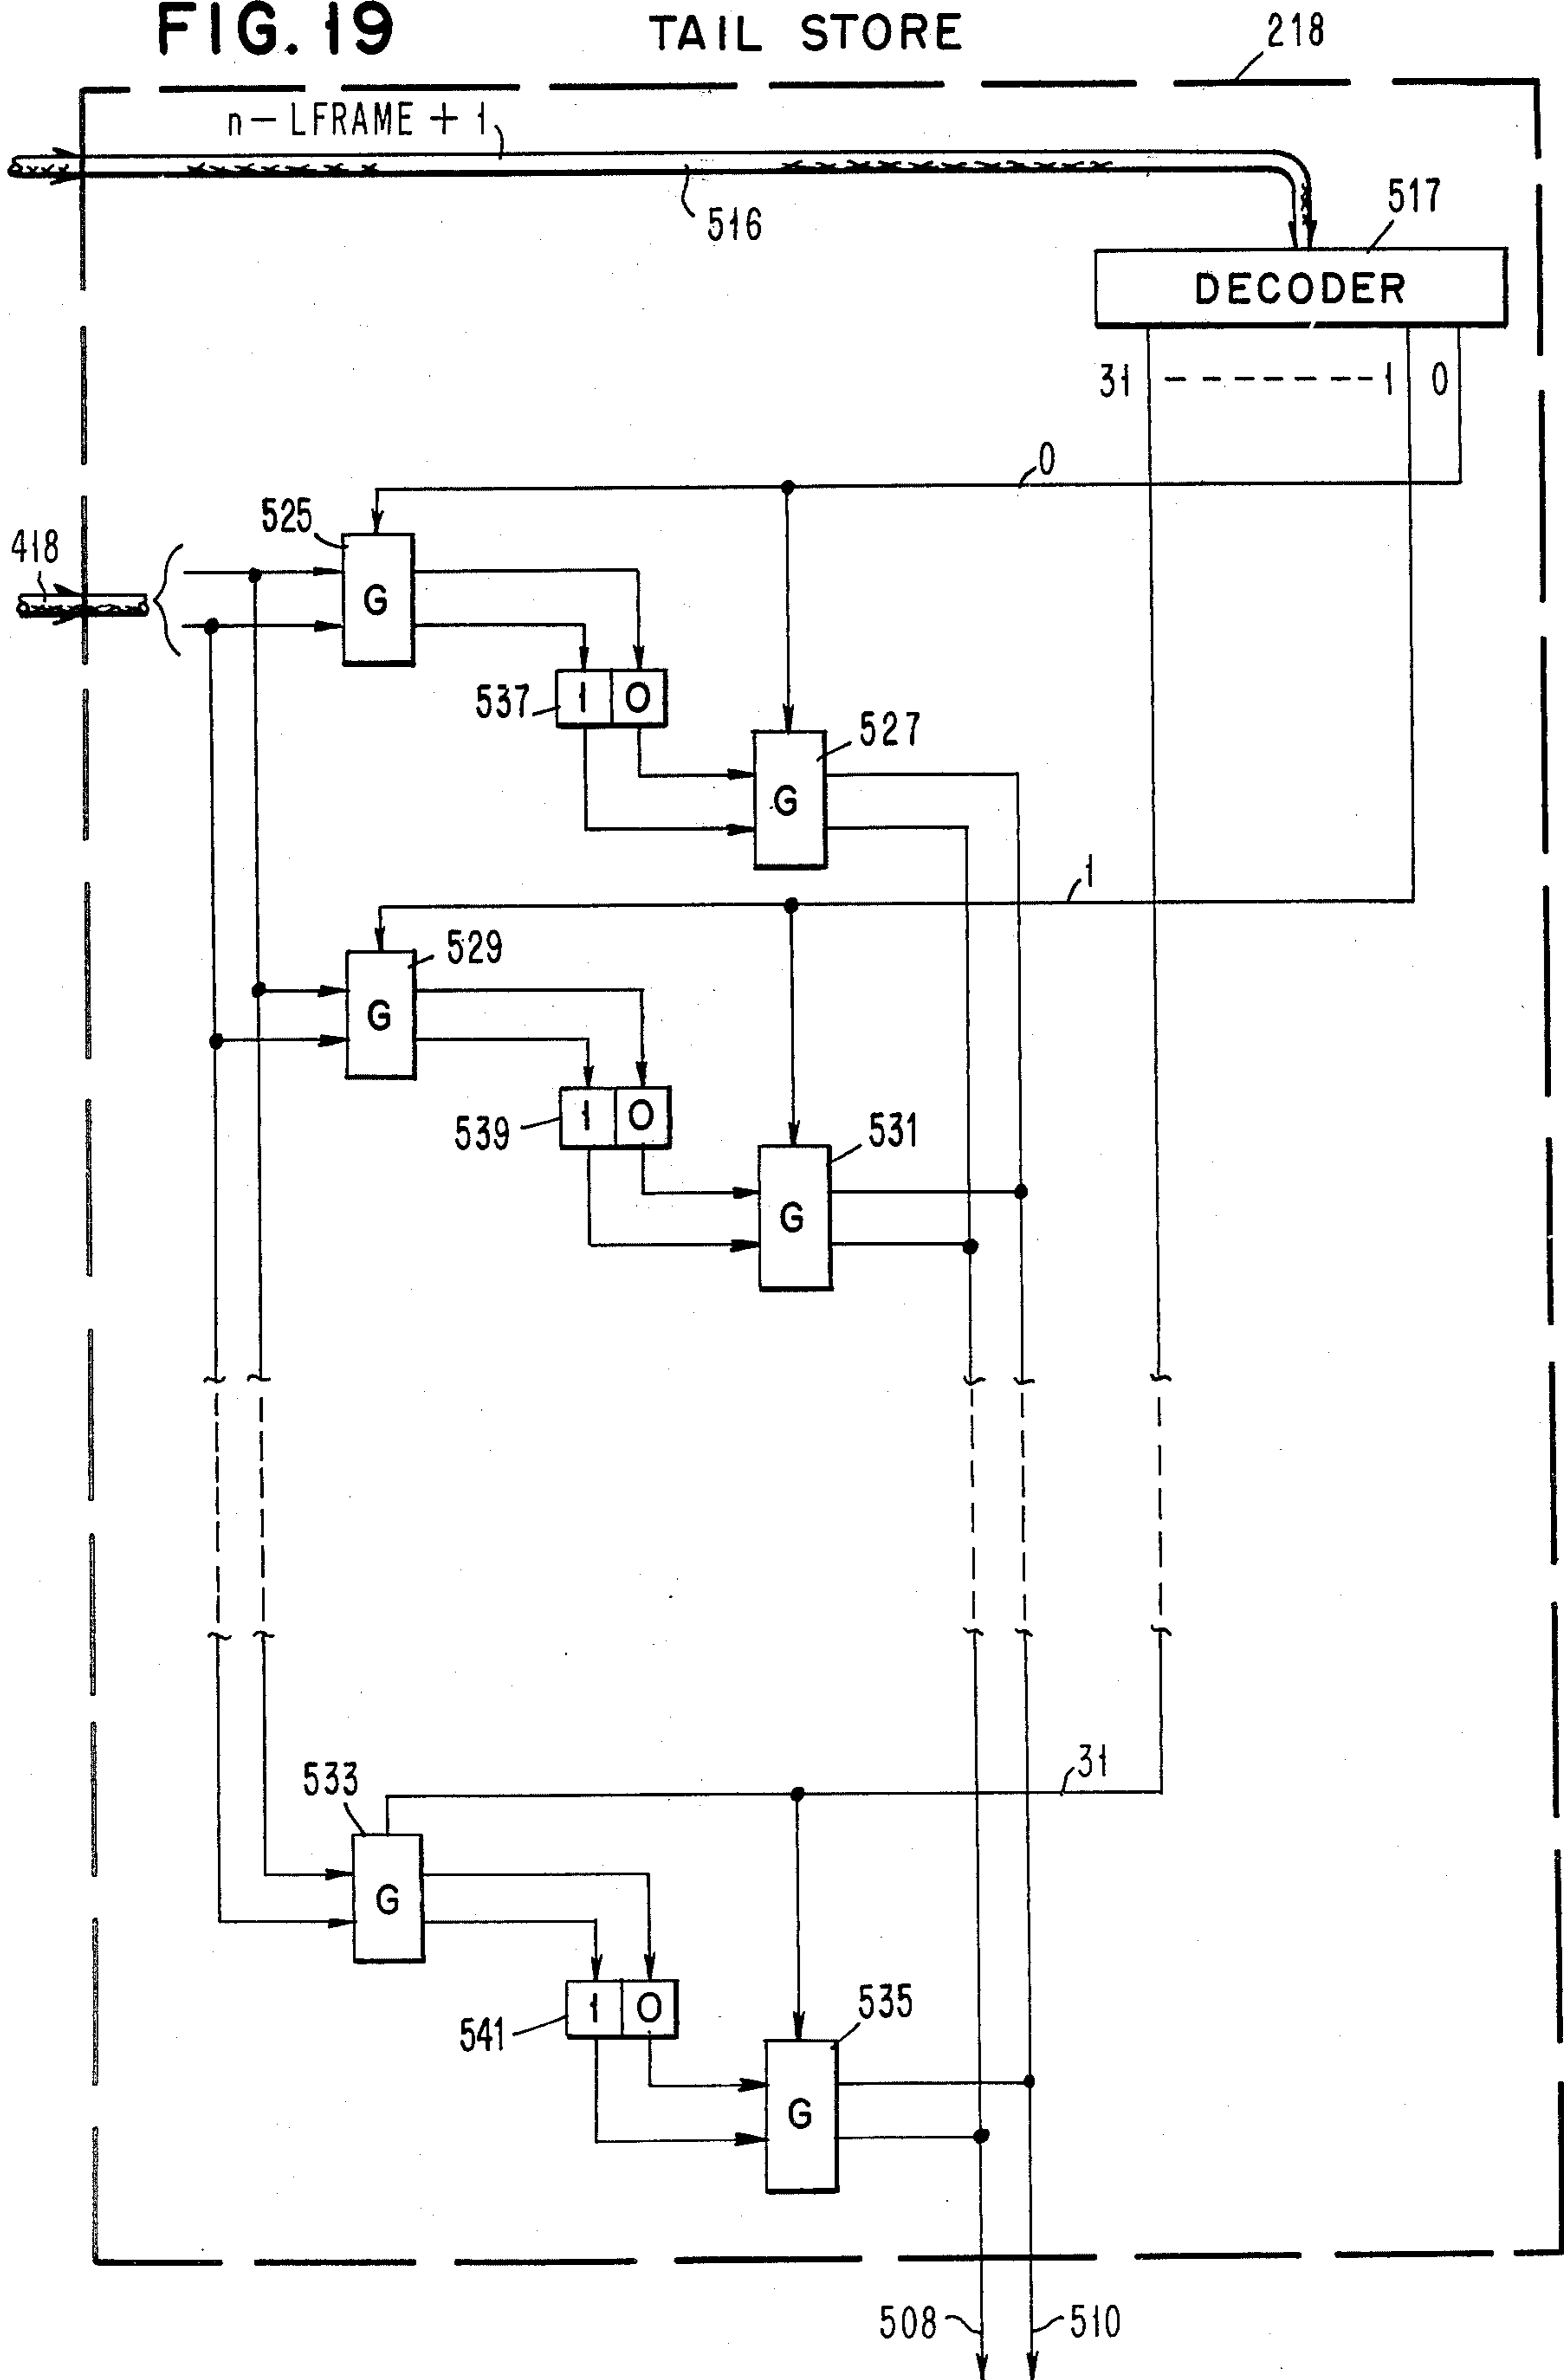 FIG. 19
TAIL STORE
218
n - LFRAME + 1
516
517
DECODER
31 ------- 1 0
0
525
418
G
537
1 0
527
G
1
529
G
539
1 0
531
G
31
533
G
541
1 0
535
G
508
510